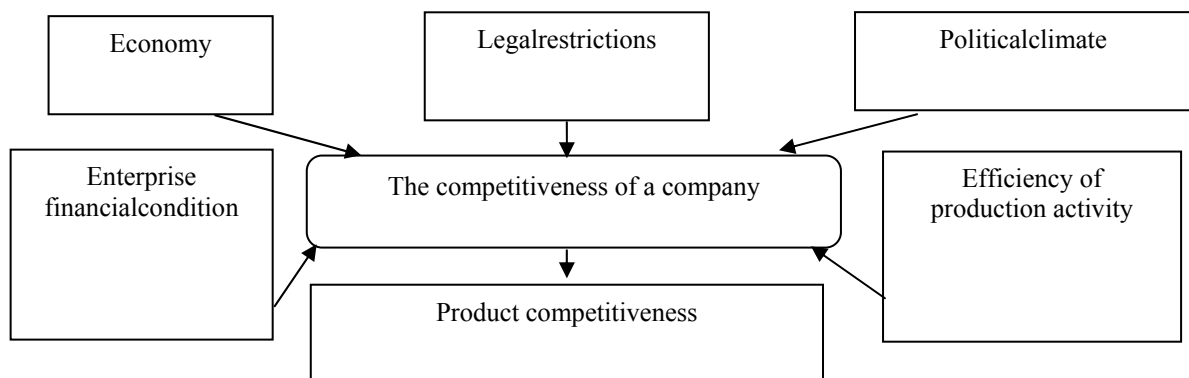 Economy
Legalrestrictions
Politicalclimate
Enterprise
financialcondition
The competitiveness of a company
Efficiency of
production activity
Product competitiveness